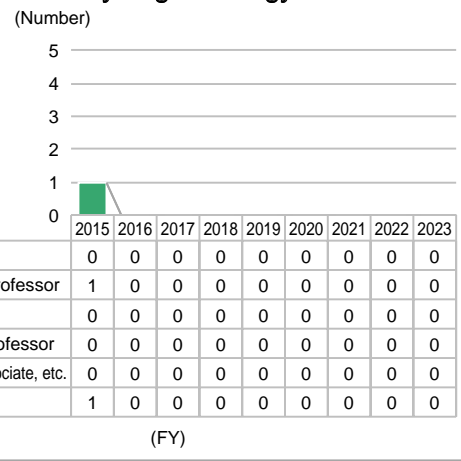 (Number)
5
4
3
2
1
0
2015 2016 2017 2018 2019 2020 2021 2022 2023
0 0 0 0 0 0 0 0 0
ofessor 1 0 0 0 0 0 0 0 0
0 0 0 0 0 0 0 0 0
ofessor 0 0 0 0 0 0 0 0 0
ociate, etc. 0 0 0 0 0 0 0 0 0
1 0 0 0 0 0 0 0 0
(FY)